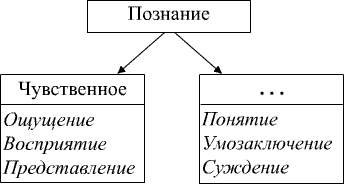 Познание
Чувственное
Ощущение
Восприятие
Представление
...
Понятие
Умозаключение
Суждение